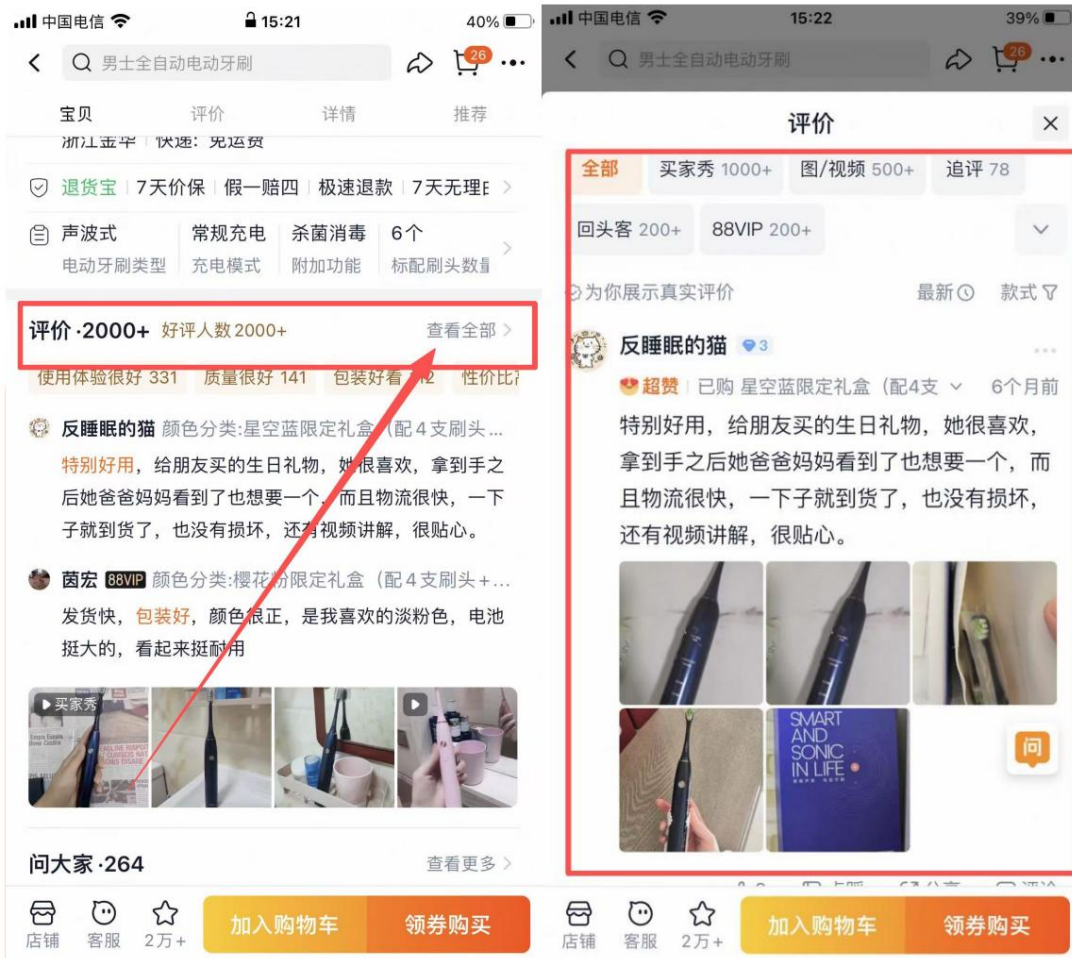 中国电信
15:21
40%
男士全自动电动牙刷
26
宝贝 评价 详情 推荐
浙江金华 快递：免运费
退货宝 7天价保 假一赔四 极速退款 7天无理
声波式 常规充电 杀菌消毒 6个
电动牙刷类型 充电模式 附加功能 标配刷头数量
评价·2000+ 好评人数2000+ 查看全部
使用体验很好 331 质量很好 141 包装好看 性价比
反睡眠的猫 颜色分类:星空蓝限定礼盒（配4支刷头...
特别好用，给朋友买的生日礼物，她很喜欢，拿到手之
后她爸爸妈妈看到了也想要一个，而且物流很快，一下
子就到货了，也没有损坏，还有视频讲解，很贴心。
茵宏 88VIP 颜色分类:樱花粉限定礼盒（配4支刷头+...
发货快，包装好，颜色很正，是我喜欢的淡粉色，电池
挺大的，看起来挺耐用
买家秀
问大家·264 查看更多
店铺 客服 2万+ 加入购物车 领券购买
中国电信
15:22
39%
男士全自动电动牙刷
26
评价
全部 买家秀 1000+ 图/视频 500+ 追评 78
回头客 200+ 88VIP 200+
为你展示真实评价 最新 款式
反睡眠的猫 3
超赞 已购 星空蓝限定礼盒（配4支 6个月前
特别好用，给朋友买的生日礼物，她很喜欢，
拿到手之后她爸爸妈妈看到了也想要一个，而
且物流很快，一下子就到货了，也没有损坏，
还有视频讲解，很贴心。
SMART
AND
SONIC
IN LIFE
问
店铺 客服 2万+ 加入购物车 领券购买